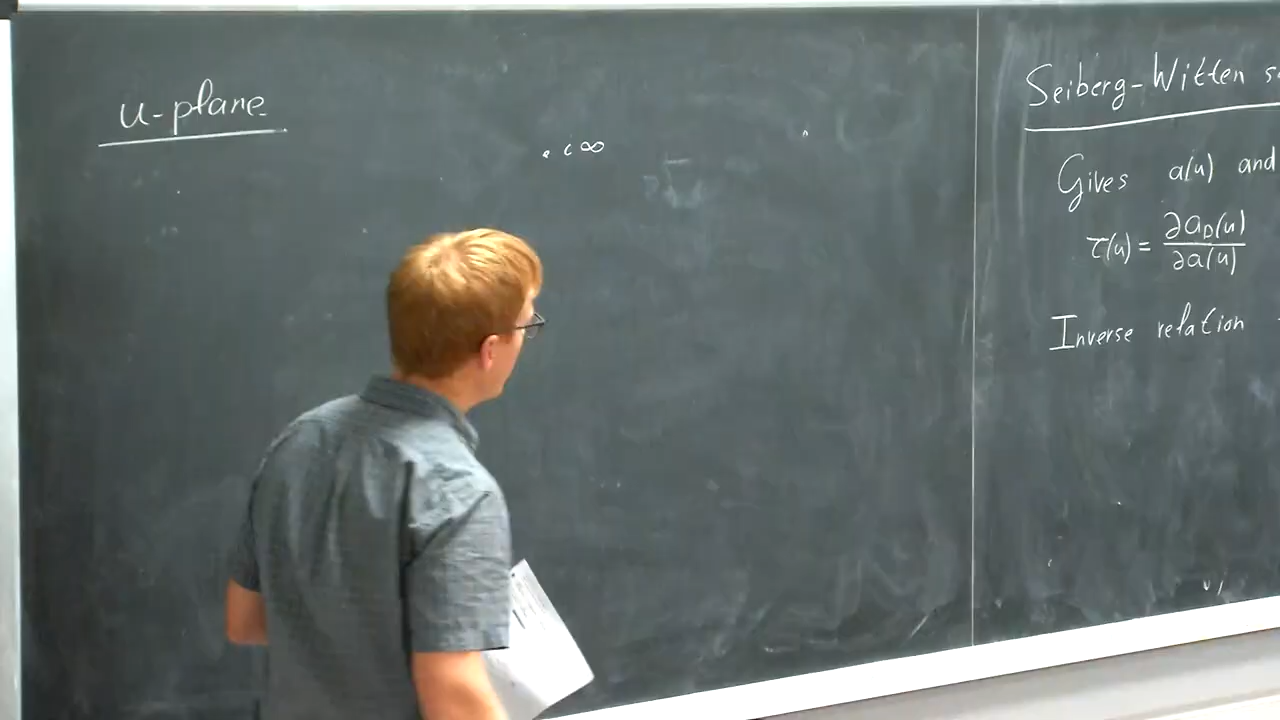 u-plane
. i∞
Seiberg-Witten
Gives a(u) and
τ(u) = ∂a_D(u)/∂a(u)
Inverse relation